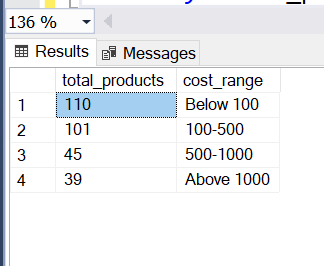 136 %
Results Messages
total_products cost_range
1 110 Below 100
2 101 100-500
3 45 500-1000
4 39 Above 1000